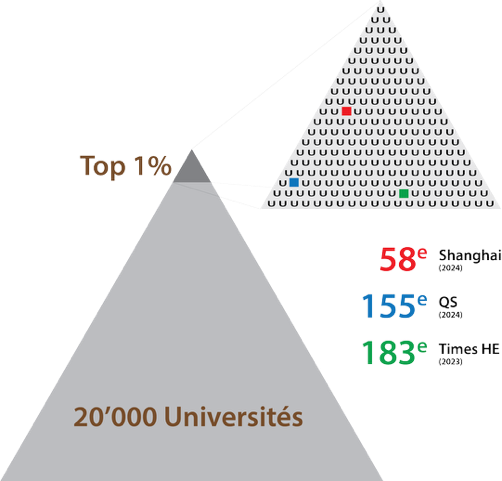 U
U U
U U U
U U U U
U U U U U
U U U U U U
U U U U U U U
U U U U U U U U
U U U U U U U U U
U U U U U U U U U U
U U U U U U U U U U
U U U U U U U U U U U U
U U U U U U U U U U U U U
U U U U U U U U U U U U U U
U U U U U U U U U U U U U U U
U U U U U U U U U U U U U U U U
U U U U U U U U U U U U U U U U U
U U U U U U U U U U U U U U U U U
U U U U U U U U U U U U U U U U U U
U U U U U U U U U U U U U U U U U U U U
Top 1%
58e Shanghai
(2024)
155e QS
(2024)
183e Times HE
(2023)
20’000 Universités